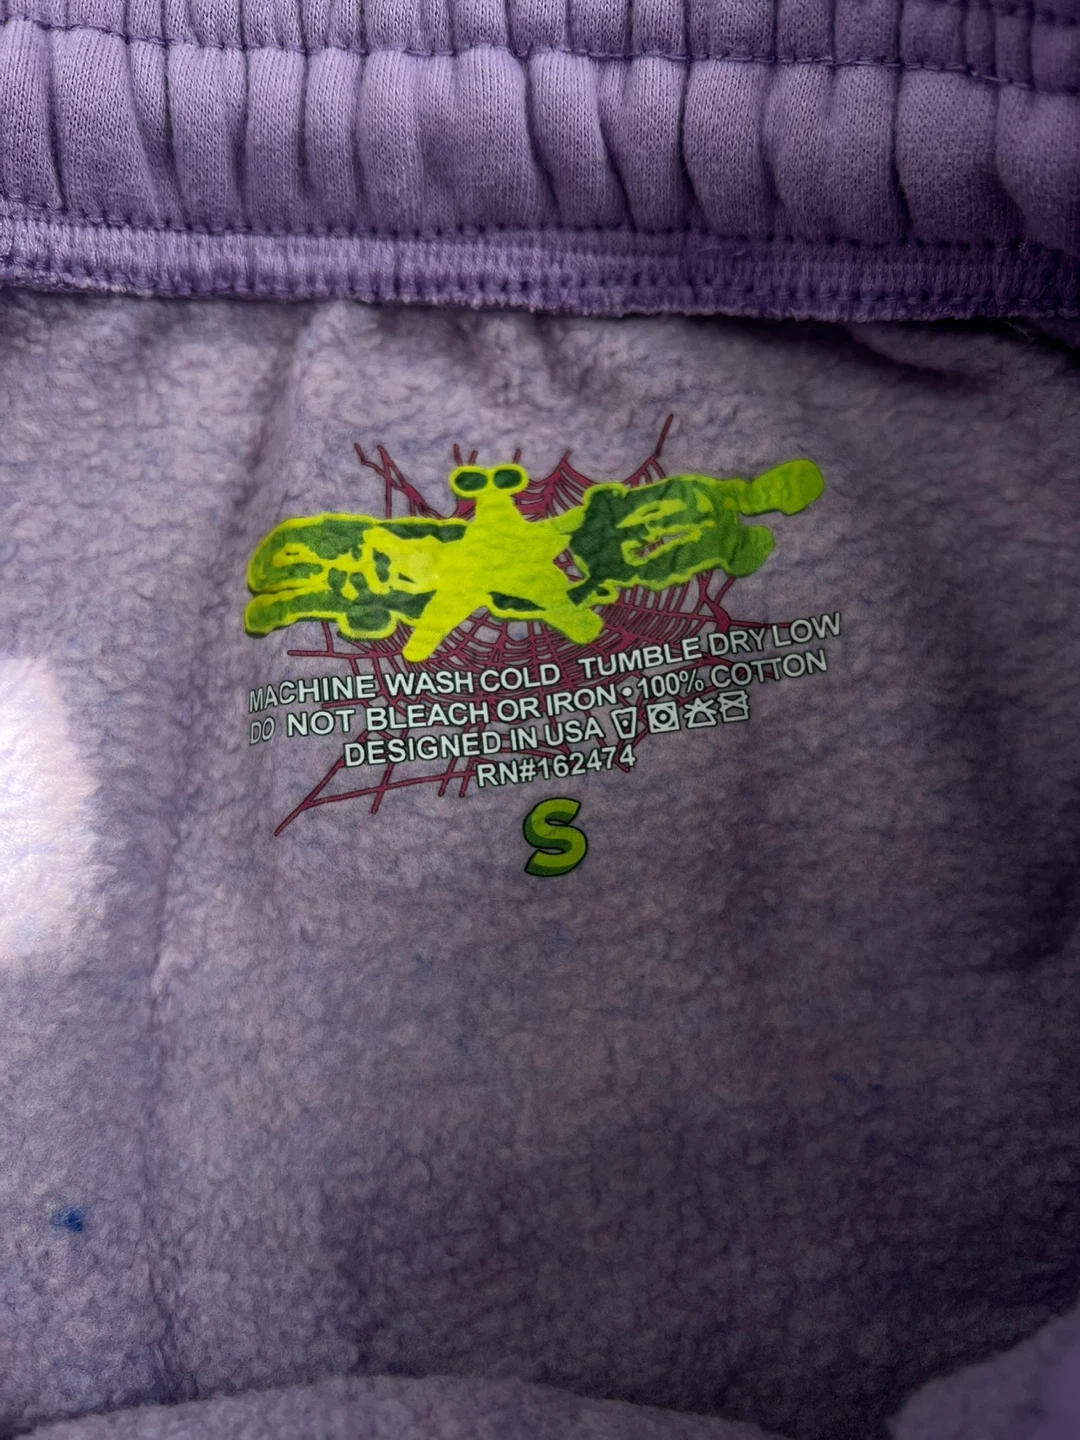 MACHINE WASH COLD TUMBLE DRY LOW
DO NOT BLEACH OR IRON • 100% COTTON
DESIGNED IN USA
RN#162474
S